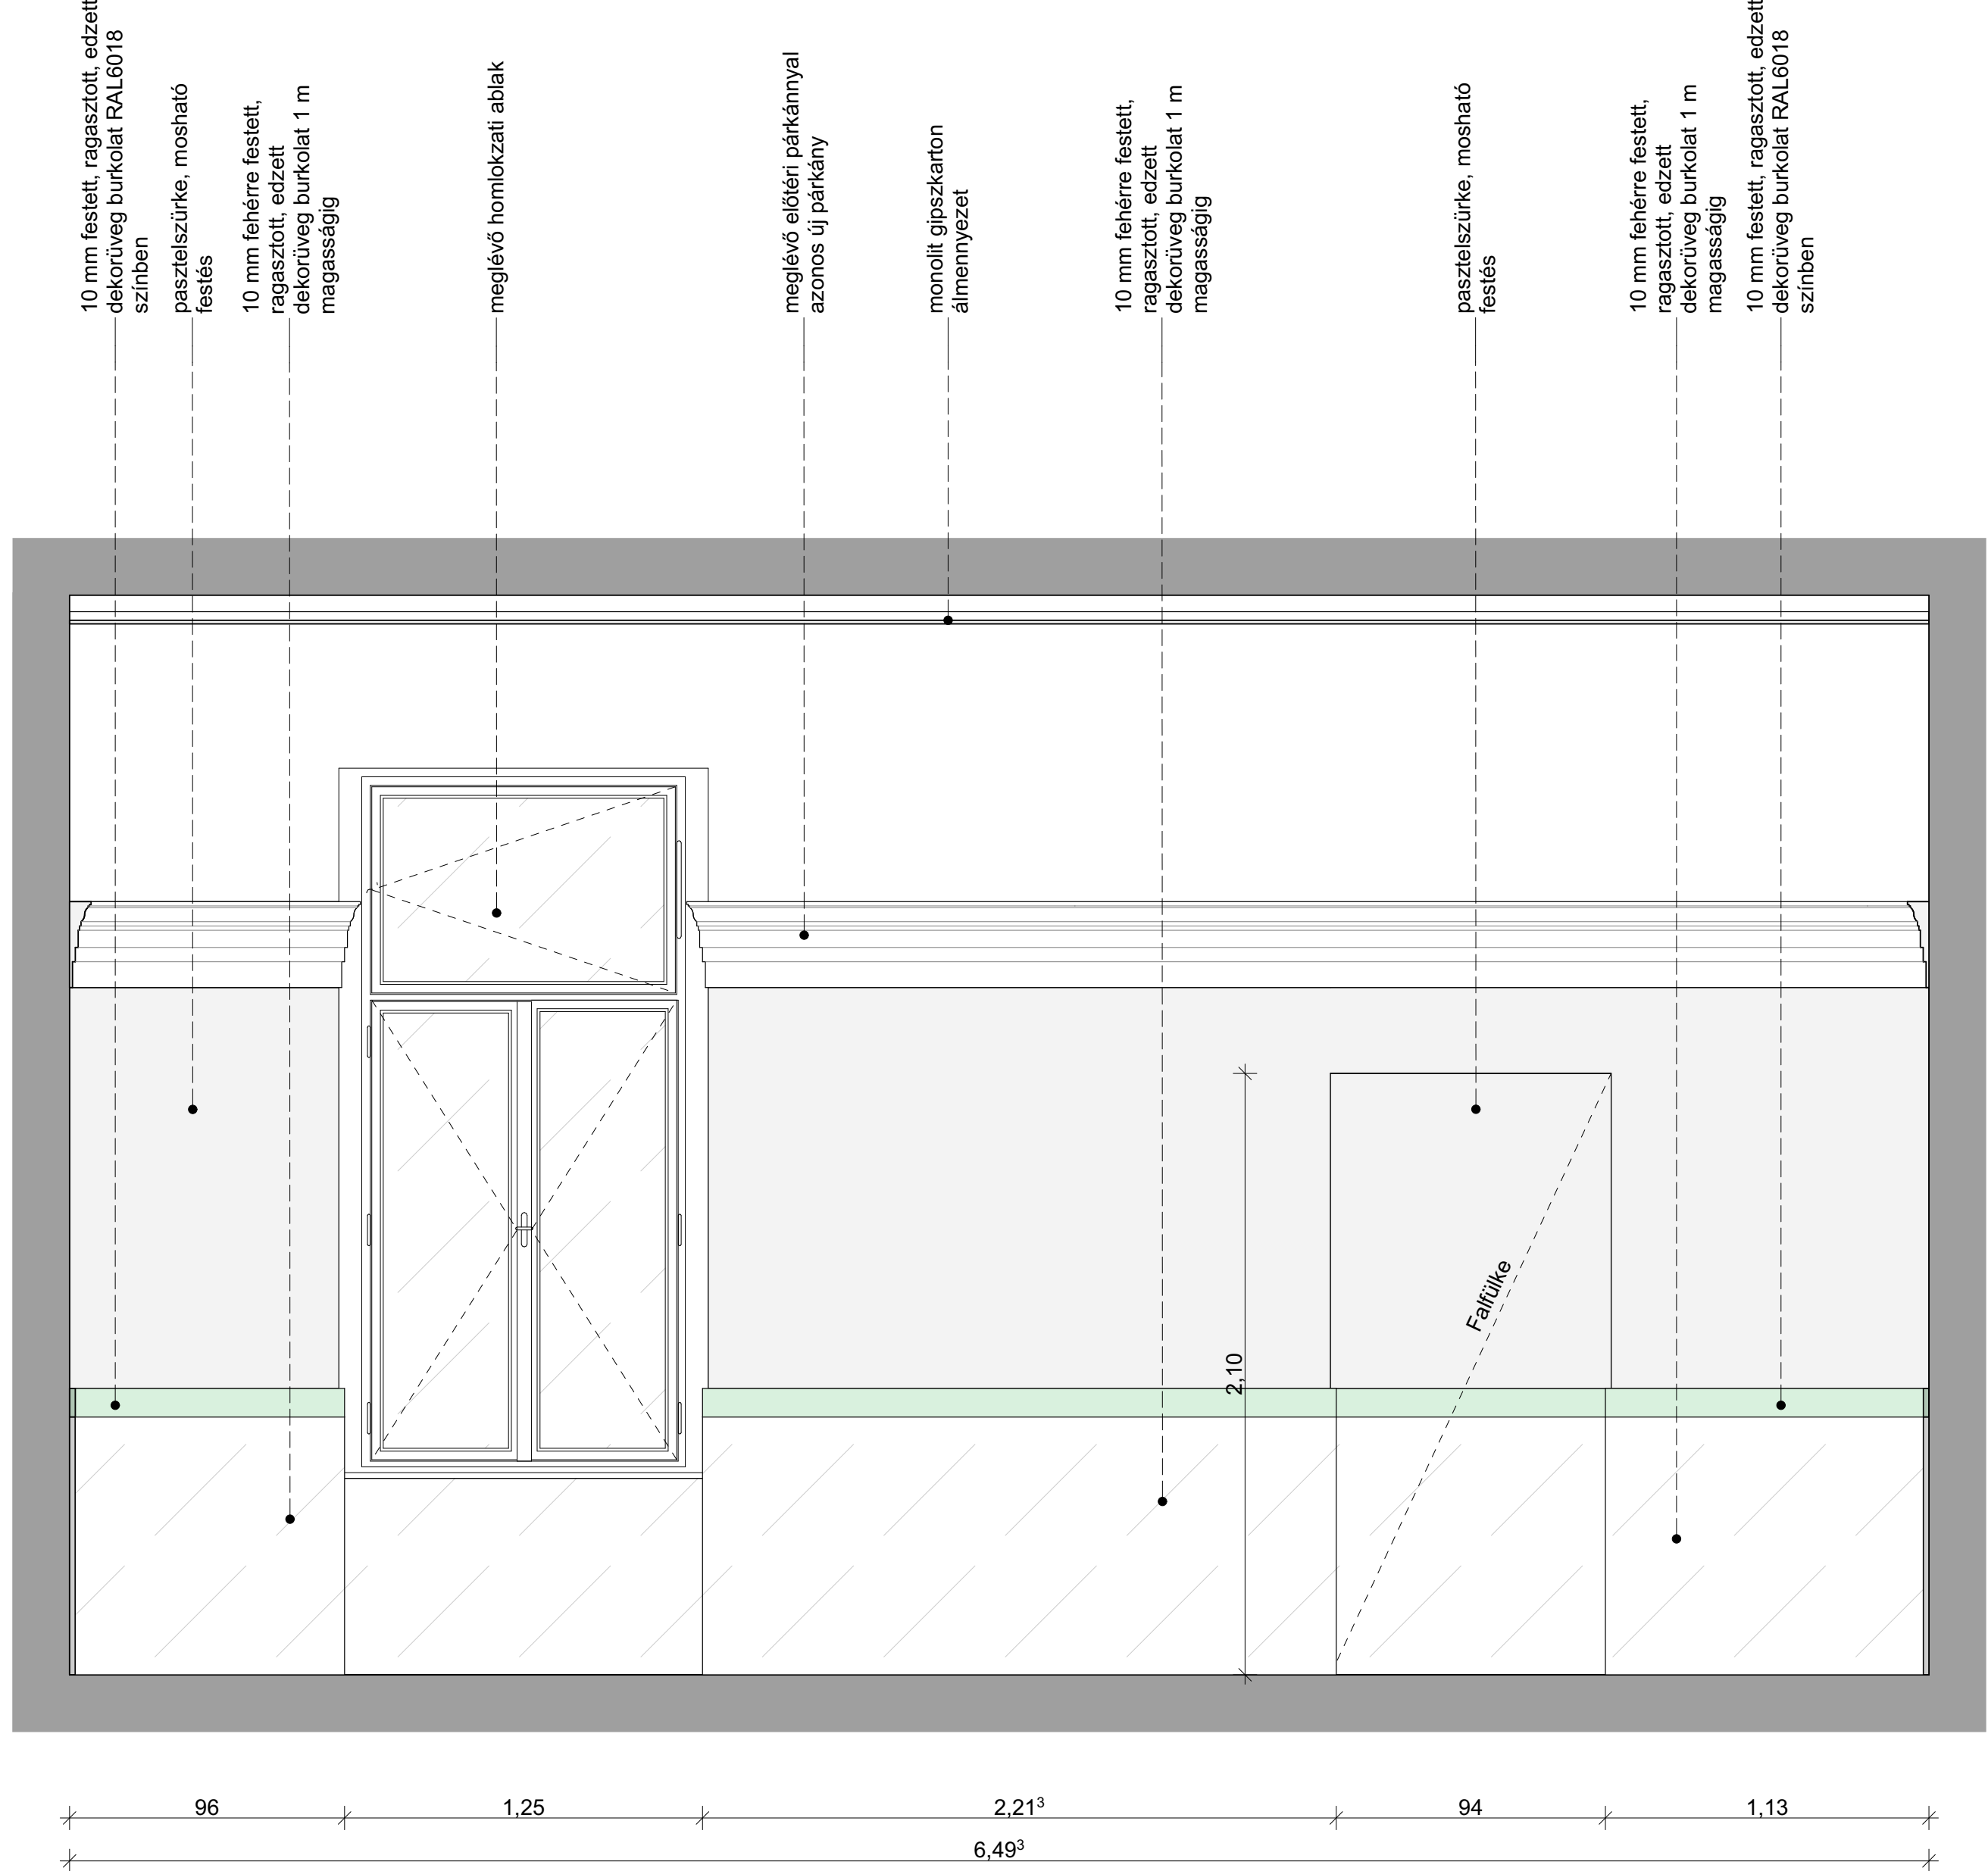 10 mm festett, ragasztott, edzett
dekorüveg burkolat RAL6018
színben
pasztelszürke, mosható
festés
10 mm fehérre festett,
ragasztott, edzett
dekorüveg burkolat 1 m
magasságig
meglévő homlokzati ablak
meglévő előtéri párkánnyal
azonos új párkány
monolit gipszkarton
álmennyezet
10 mm fehérre festett,
ragasztott, edzett
dekorüveg burkolat 1 m
magasságig
pasztelszürke, mosható
festés
10 mm fehérre festett,
ragasztott, edzett
dekorüveg burkolat 1 m
magasságig
10 mm festett, ragasztott, edzett
dekorüveg burkolat RAL6018
színben
Falfülke
2,10
96
1,25
2,21³
94
1,13
6,49³